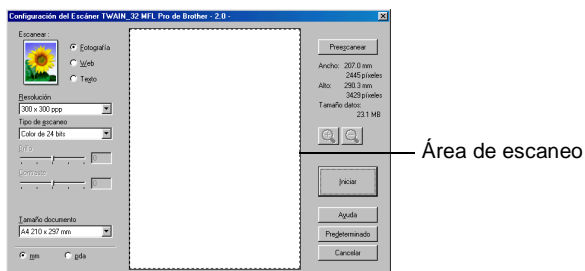 Configuración del Escáner TWAIN_32 MFL Pro de Brother - 2.0 -
Escanear :
Fotografía
Web
Texto
Resolución
300 x 300 ppp
Tipo de escaneo
Color de 24 bits
Brillo
0
Contraste
0
Tamaño documento
A4 210 x 297 mm
mm
pda
Preescanear
Ancho: 207.0 mm
2445 píxeles
Alto: 290.3 mm
3429 píxeles
Tamaño datos:
23.1 MB
Iniciar
Ayuda
Predeterminado
Cancelar
Área de escaneo